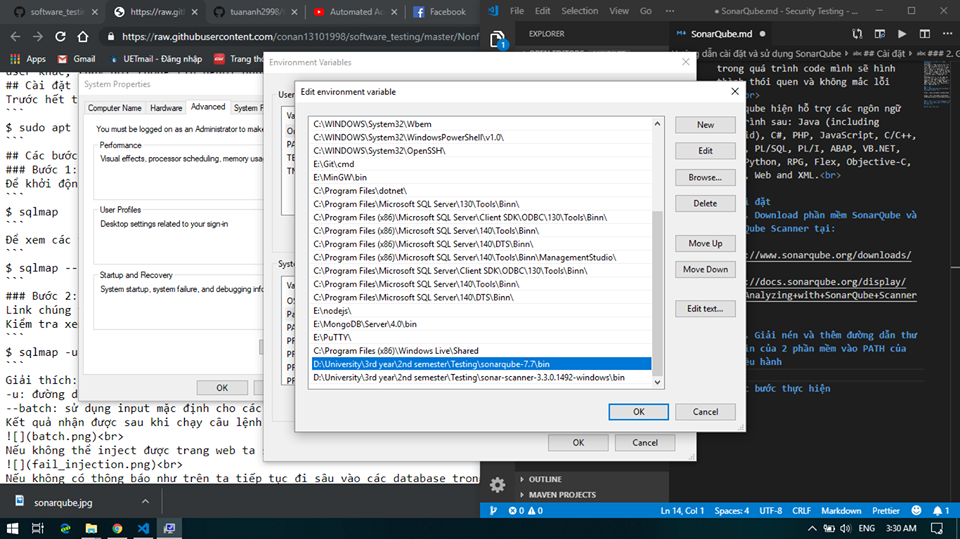 software_testin
https://raw.githu
tuananh2998/V
Automated Ac
Facebook
https://raw.githubusercontent.com/conan13101998/software_testing/master/Nonf
Apps
Gmail
UETmail - Đăng nhập
Trang th
## Cài đặt
Trước hết t
```
$ sudo apt
```
## Các bước
### Bước 1:
Để khởi độn
```
$ sqlmap
```
Để xem các
```
$ sqlmap --
```
### Bước 2:
Link chúng
Kiểm tra xe
```
$ sqlmap -u
```
Giải thích:
-u: đường d
--batch: sử dụng input mặc định cho các
Kết quả nhận được sau khi chạy câu lệnh
![](batch.png)<br>
Nếu không thể inject được trang web ta
![](fail_injection.png)<br>
Nếu không có thông báo như trên ta tiếp tục đi sâu vào các database tron
System Properties
Computer Name
Hardware
Advanced
System P
You must be logged on as an Administrator to make
Performance
Visual effects, processor scheduling, memory usa
User Profiles
Desktop settings related to your sign-in
Startup and Recovery
System startup, system failure, and debugging info
OK
Environment Variables
User
Va
On
PA
TE
TM
Syste
Va
OS
PA
PA
PR
PR
PR
OK
Cancel
Edit environment variable
C:\WINDOWS\System32\Wbem
C:\WINDOWS\System32\WindowsPowerShell\v1.0\
C:\WINDOWS\System32\OpenSSH\
E:\Git\cmd
E:\MinGW\bin
C:\Program Files\dotnet\
C:\Program Files\Microsoft SQL Server\130\Tools\Binn\
C:\Program Files (x86)\Microsoft SQL Server\Client SDK\ODBC\130\Tools\Binn\
C:\Program Files (x86)\Microsoft SQL Server\140\Tools\Binn\
C:\Program Files (x86)\Microsoft SQL Server\140\DTS\Binn\
C:\Program Files (x86)\Microsoft SQL Server\140\Tools\Binn\ManagementStudio\
C:\Program Files\Microsoft SQL Server\Client SDK\ODBC\130\Tools\Binn\
C:\Program Files\Microsoft SQL Server\140\Tools\Binn\
C:\Program Files\Microsoft SQL Server\140\DTS\Binn\
E:\nodejs\
E:\MongoDB\Server\4.0\bin
E:\PuTTY\
C:\Program Files (x86)\Windows Live\Shared
D:\University\3rd year\2nd semester\Testing\sonarqube-7.7\bin
D:\University\3rd year\2nd semester\Testing\sonar-scanner-3.3.0.1492-windows\bin
New
Edit
Browse...
Delete
Move Up
Move Down
Edit text...
OK
Cancel
File Edit Selection View Go ... ● SonarQube.md - Security Testing - ...
EXPLORER
SonarQube.md
n dẫn cài đặt và sử dụng SonarQube > ## Cài đặt > ### 2. G
trong quá trình code mình sẽ hình
thành thói quen và không mắc lỗi
<br>
qube hiện hỗ trợ các ngôn ngữ
trình sau: Java (including
id), C#, PHP, JavaScript, C/C++,
PL/SQL, PL/I, ABAP, VB.NET,
Python, RPG, Flex, Objective-C,
, Web and XML.<br>
i đặt
. Download phần mềm SonarQube và
Qube Scanner tại:
://www.sonarqube.org/downloads/
://docs.sonarqube.org/display/
Analyzing+with+SonarQube+Scanner
. Giải nén và thêm đường dẫn thư
in của 2 phần mềm vào PATH của
ều hành
c bước thực hiện
OUTLINE
MAVEN PROJECTS
0 0
Ln 14, Col 1
Spaces: 4
UTF-8
CRLF
Markdown
Prettier
1
sonarqube.jpg
ENG
3:30 AM